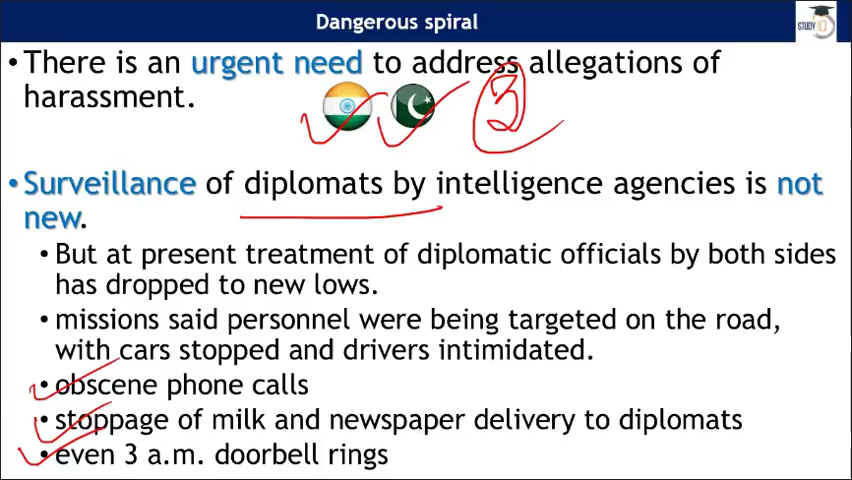 Dangerous spiral
STUDY IQ
•There is an urgent need to address allegations of
harassment.
3
•Surveillance of diplomats by intelligence agencies is not
new.
•But at present treatment of diplomatic officials by both sides
has dropped to new lows.
•missions said personnel were being targeted on the road,
with cars stopped and drivers intimidated.
•obscene phone calls
•stoppage of milk and newspaper delivery to diplomats
•even 3 a.m. doorbell rings